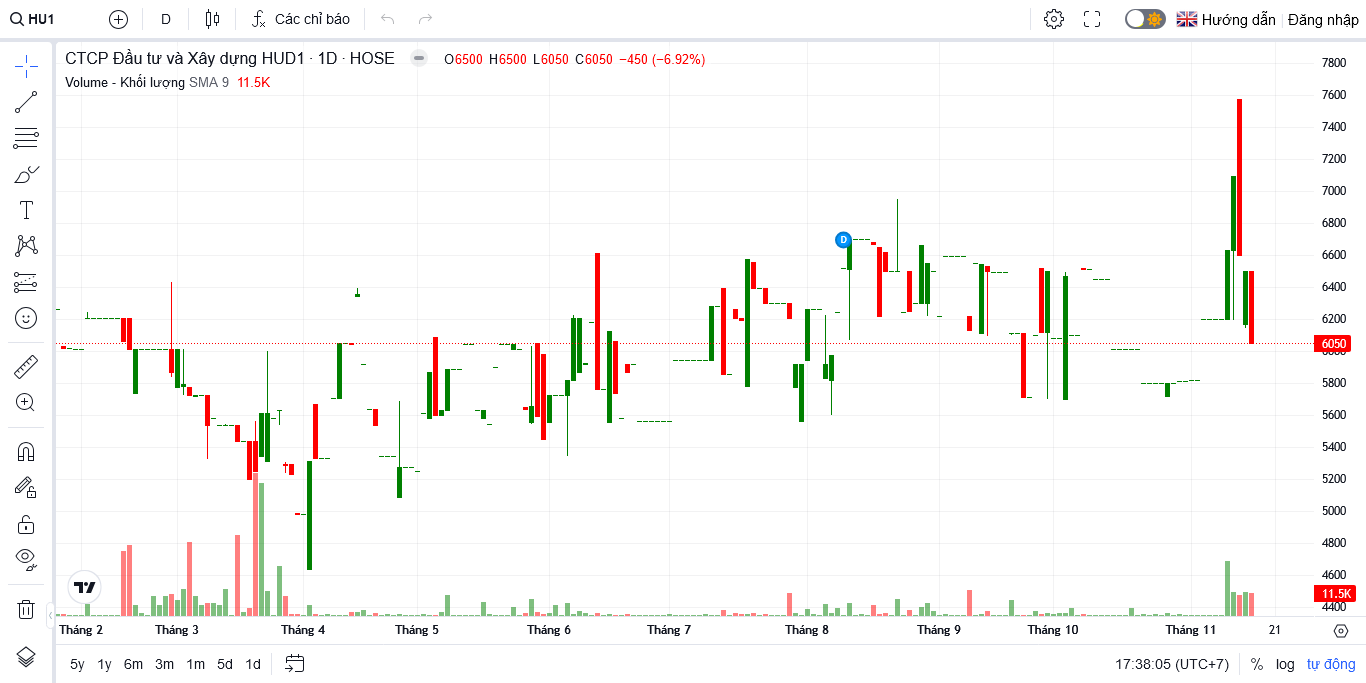 HU1 D Các chỉ báo Hướng dẫn Đăng nhập
CTCP Đầu tư và Xây dựng HUD1 · 1D · HOSE O6500 H6500 L6050 C6050 −450 (−6.92%)
Volume - Khối lượng SMA 9 11.5K
T
D
7800
7600
7400
7200
7000
6800
6600
6400
6200
6050
6000
5800
5600
5400
5200
5000
4800
4600
11.5K
4400
Tháng 2 Tháng 3 Tháng 4 Tháng 5 Tháng 6 Tháng 7 Tháng 8 Tháng 9 Tháng 10 Tháng 11 21
5y 1y 6m 3m 1m 5d 1d 17:38:05 (UTC+7) % log tự động